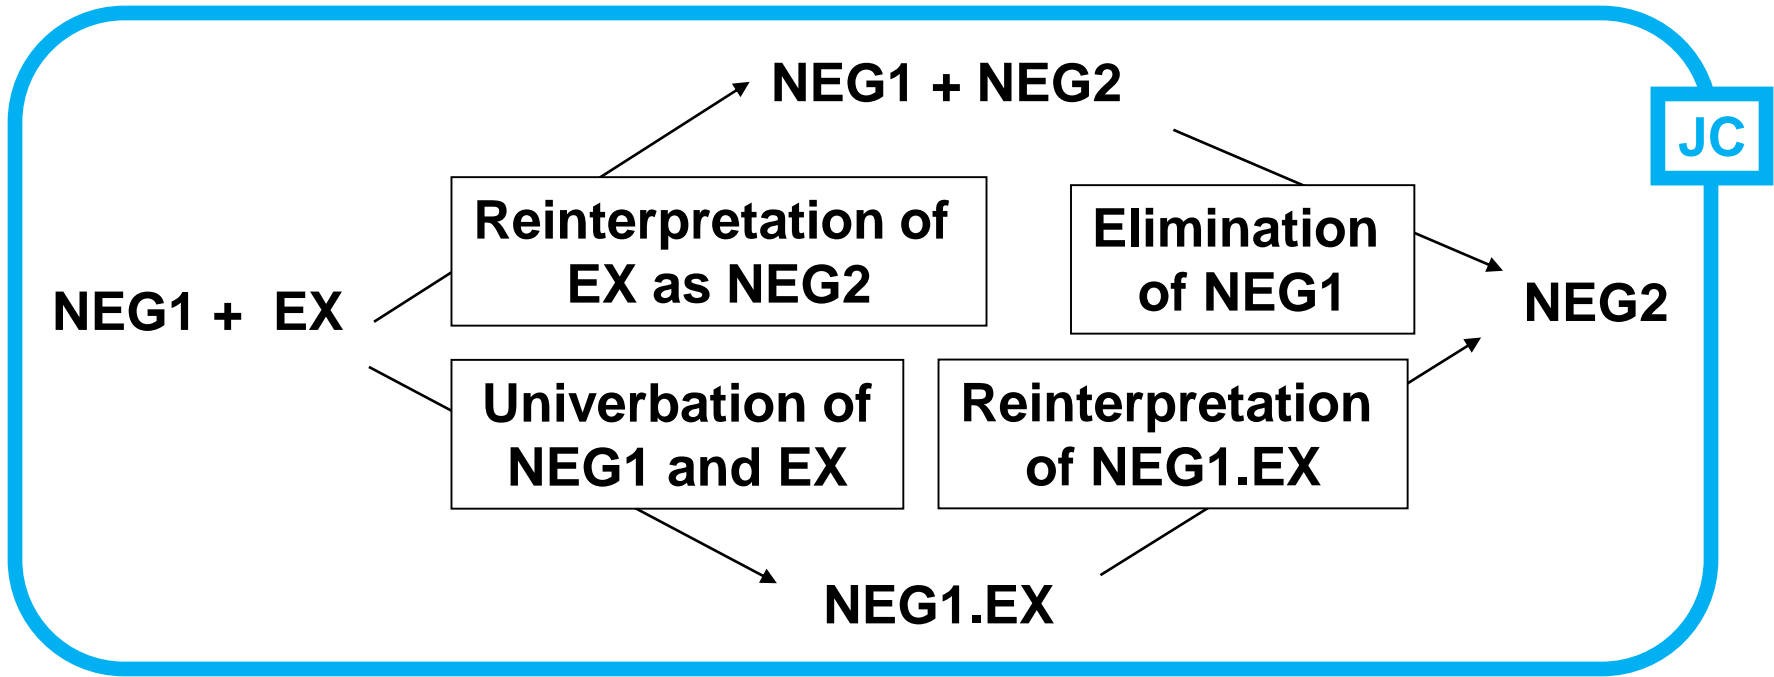 NEG1 + NEG2
JC
Reinterpretation of
EX as NEG2
Elimination
of NEG1
NEG1 + EX
NEG2
Univerbation of
NEG1 and EX
Reinterpretation
of NEG1.EX
NEG1.EX